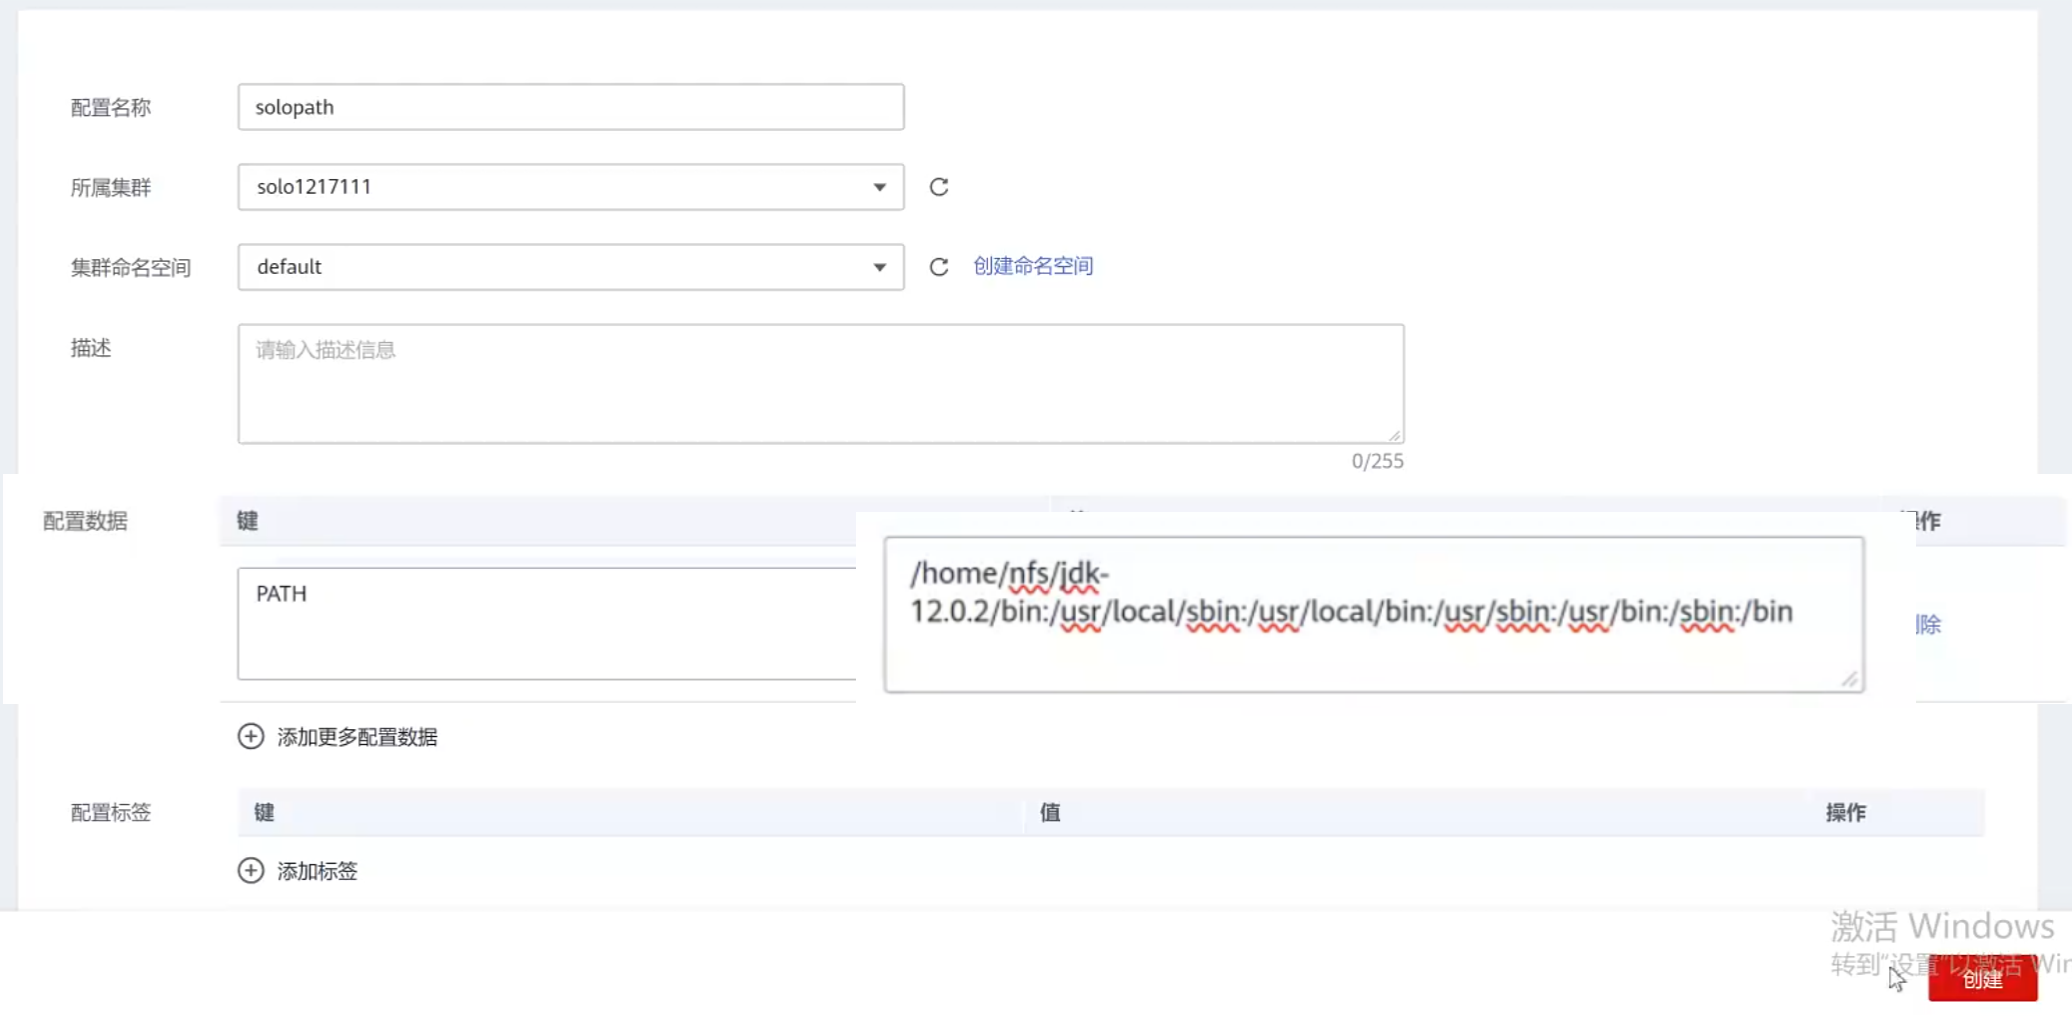 配置名称
solopath
所属集群
solo1217111
集群命名空间
default
创建命名空间
描述
请输入描述信息
0/255
配置数据
键
作
PATH
/home/nfs/jdk-
12.0.2/bin:/usr/local/sbin:/usr/local/bin:/usr/sbin:/usr/bin:/sbin:/bin
除
添加更多配置数据
配置标签
键
值
操作
添加标签
激活 Windows
转到"设置"以激活 Win
创建